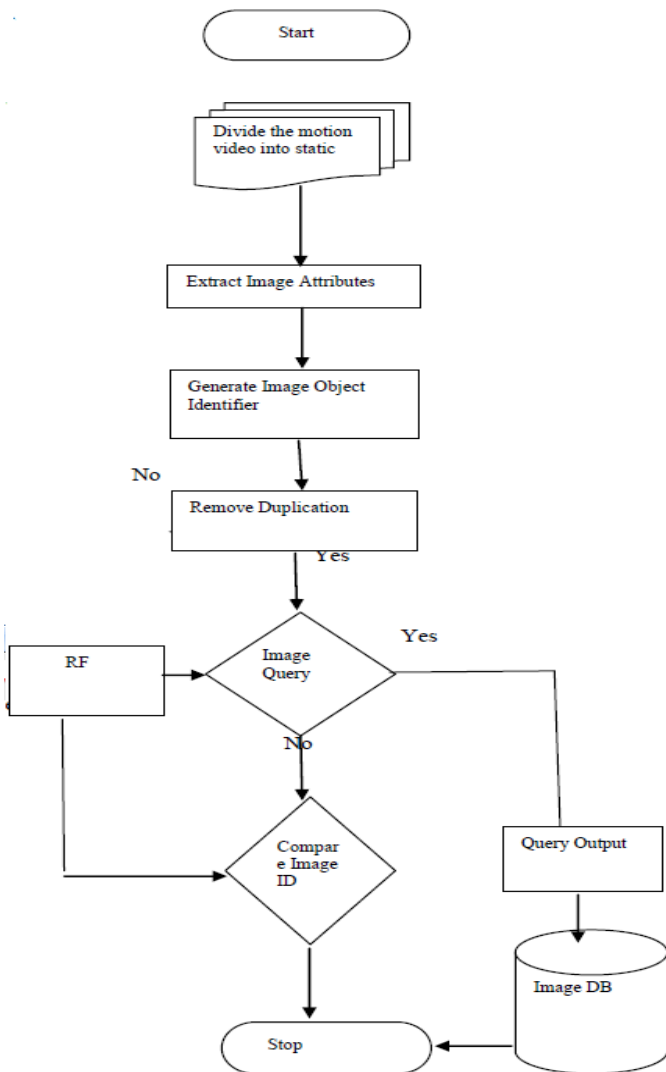 Start
Divide the motion
video into static
Extract Image Attributes
Generate Image Object
Identifier
No
Remove Duplication
Yes
Yes
RF
Image
Query
No
Compar
e Image
ID
Query Output
Image DB
Stop